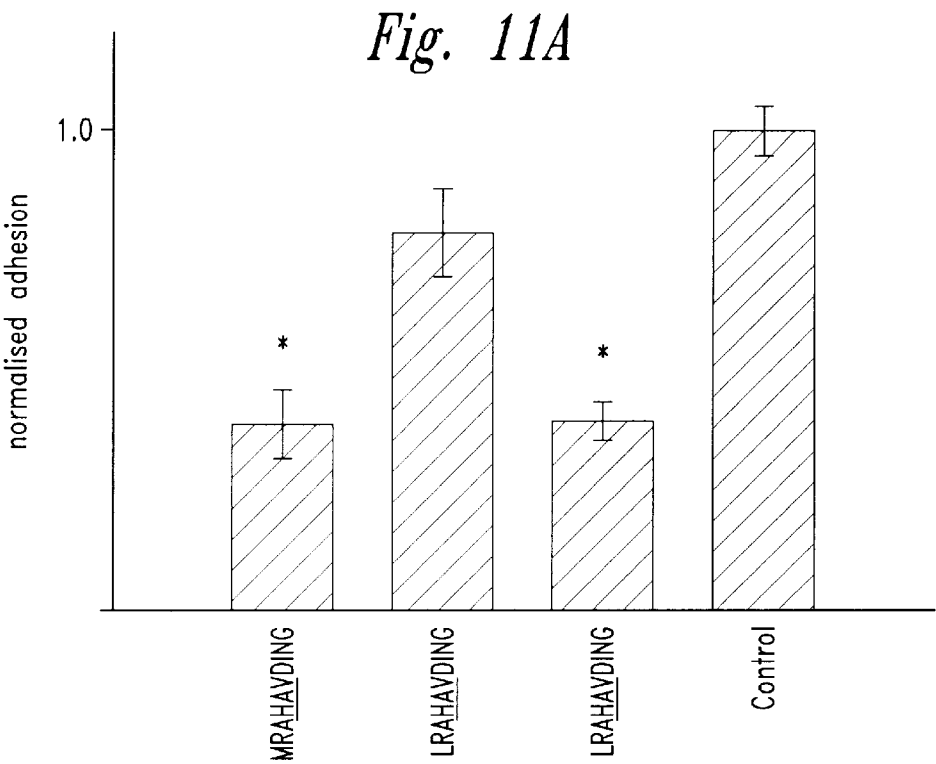 Fig. 11A
1.0
normalised adhesion
*
*
MRAHAVDING
LRAHAVDING
LRAHAVDING
Control